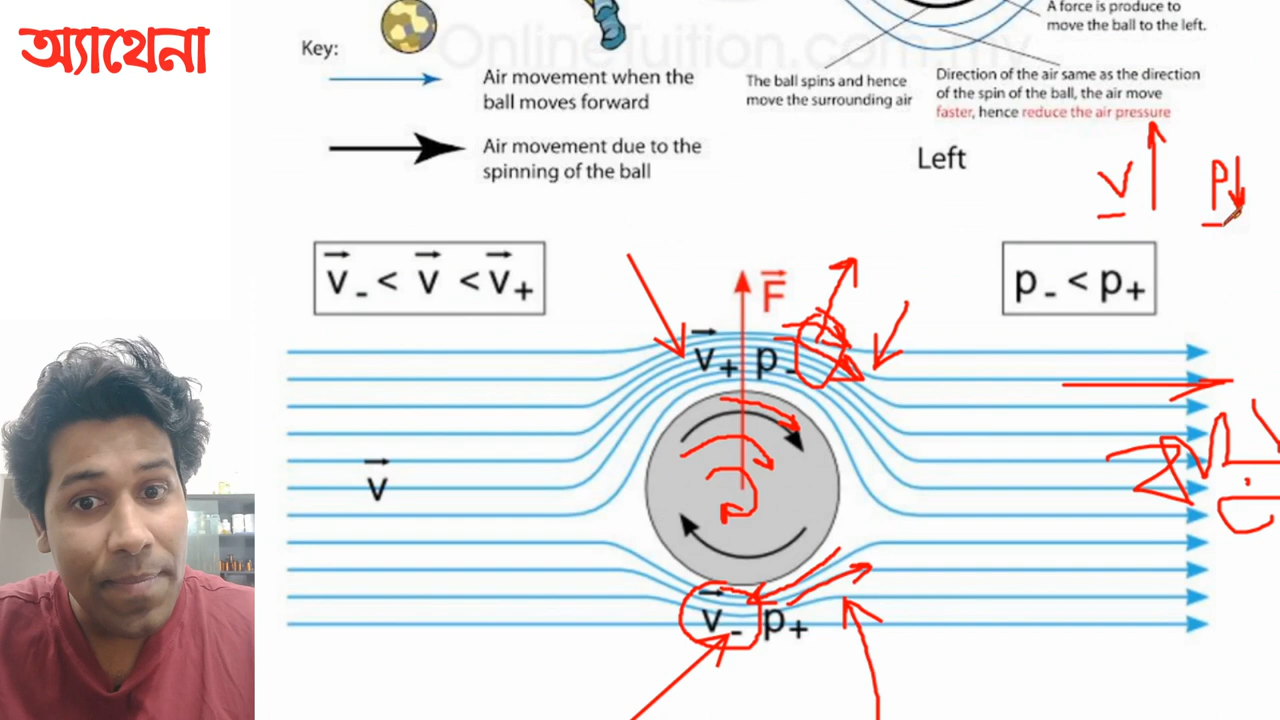 অ্যাথেনা
OnlineTuition.com.my
A force is produce to
move the ball to the left.
Key:
Air movement when the
ball moves forward
The ball spins and hence
move the surrounding air
Direction of the air same as the direction
of the spin of the ball, the air move
faster, hence reduce the air pressure
Air movement due to the
spinning of the ball
Left
v P
v₋ < v < v₊
F
p₋ < p₊
v₊ p₋
v
v₋ p₊